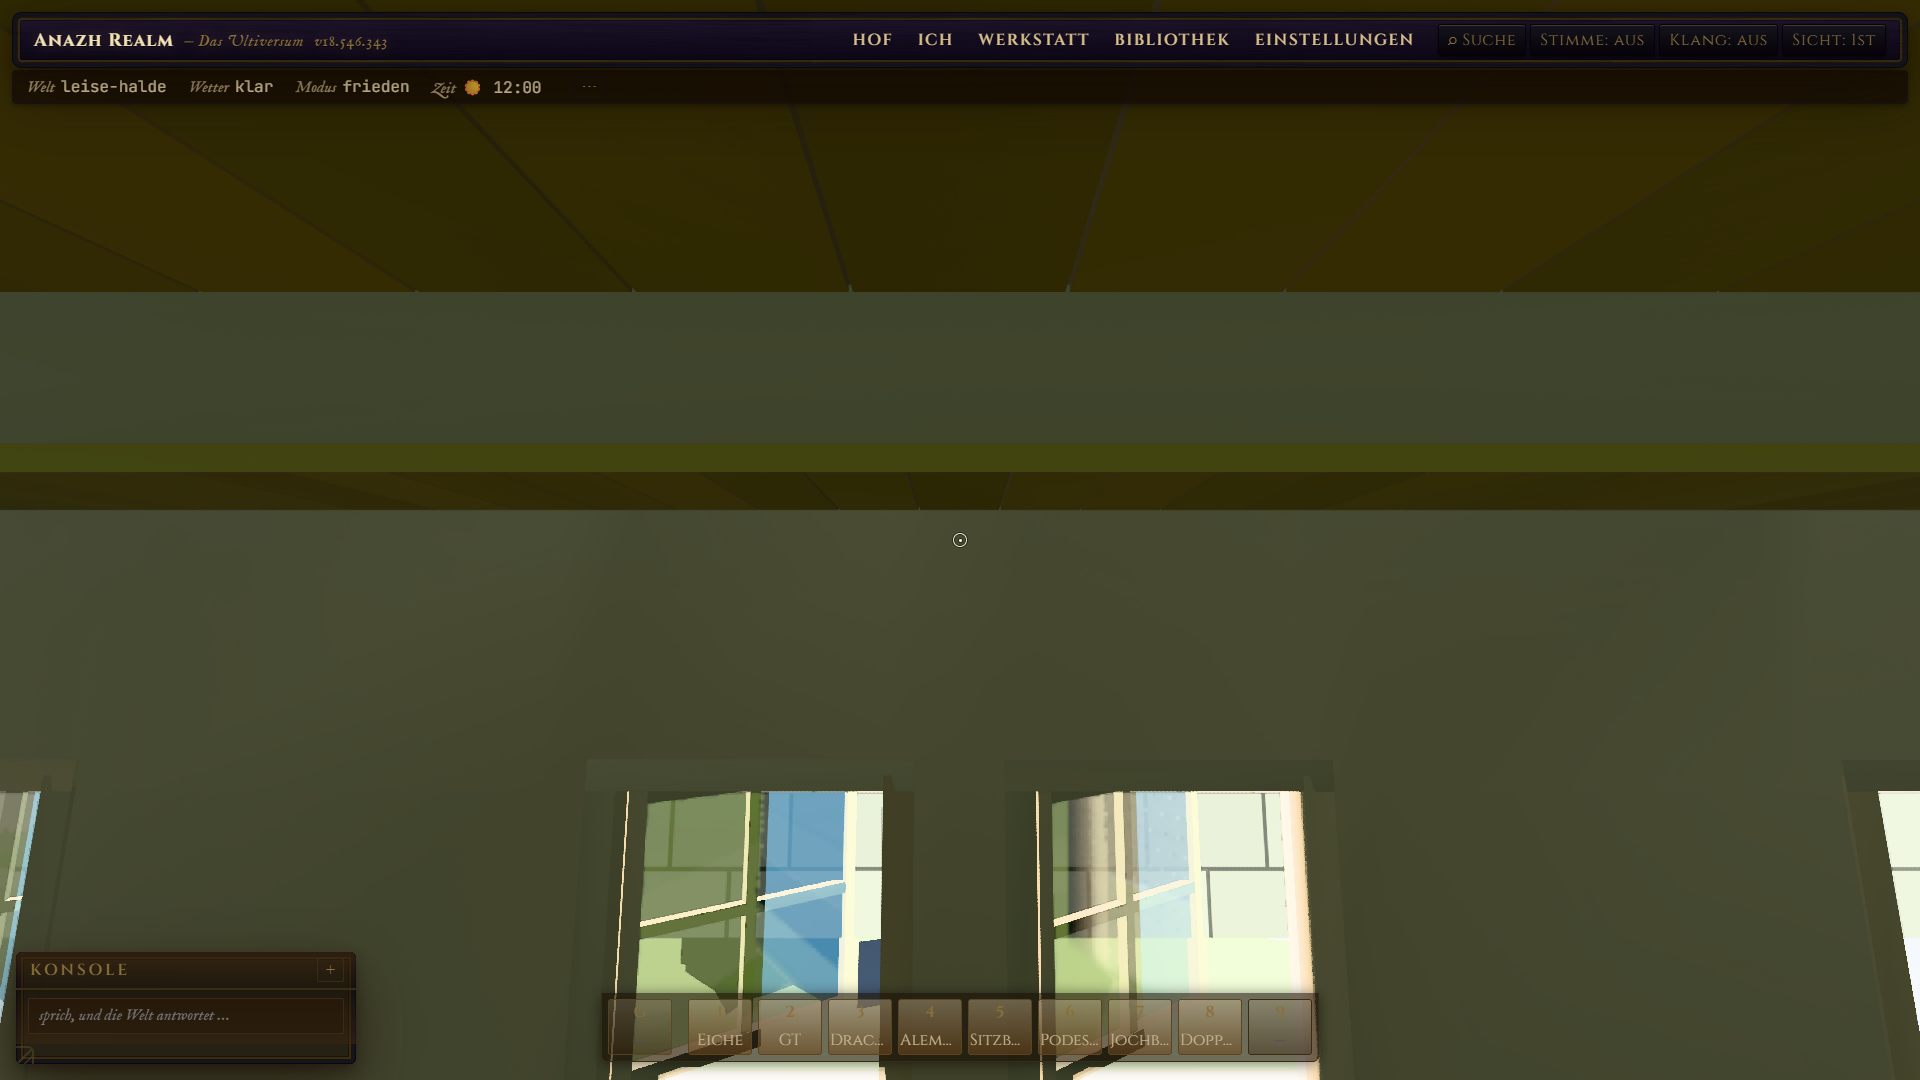 Anazh Realm – Das Ultiversum v18.546.343
HOF ICH WERKSTATT BIBLIOTHEK EINSTELLUNGEN ⌕ SUCHE STIMME: AUS KLANG: AUS SICHT: IST
Welt leise-halde Wetter klar Modus frieden Zeit 12:00 ...
KONSOLE +
sprich, und die Welt antwortet ...
G 1 2 3 4 5 6 7 8 9
EICHE GT DRAC... ALEM... SITZB... PODES... JOCHB... DOPP...